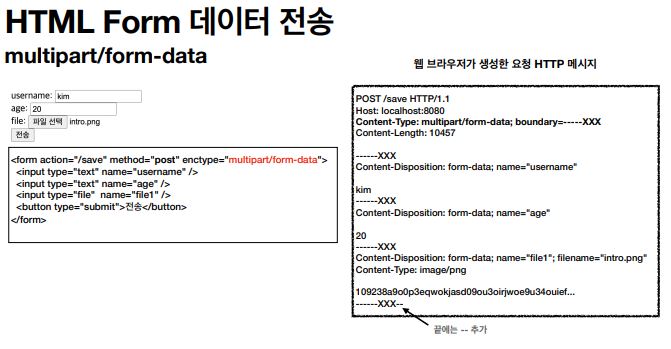 HTML Form 데이터 전송
multipart/form-data
username: kim
age: 20
file: 파일 선택 intro.png
전송
<form action="/save" method="post" enctype="multipart/form-data">
<input type="text" name="username" />
<input type="text" name="age" />
<input type="file" name="file1" />
<button type="submit">전송</button>
</form>
웹 브라우저가 생성한 요청 HTTP 메시지
POST /save HTTP/1.1
Host: localhost:8080
Content-Type: multipart/form-data; boundary=-----XXX
Content-Length: 10457
------XXX
Content-Disposition: form-data; name="username"
kim
------XXX
Content-Disposition: form-data; name="age"
20
------XXX
Content-Disposition: form-data; name="file1"; filename="intro.png"
Content-Type: image/png
109238a9o0p3eqwokjasd09ou3oirjwoe9u34ouief...
------XXX--
끝에는 -- 추가